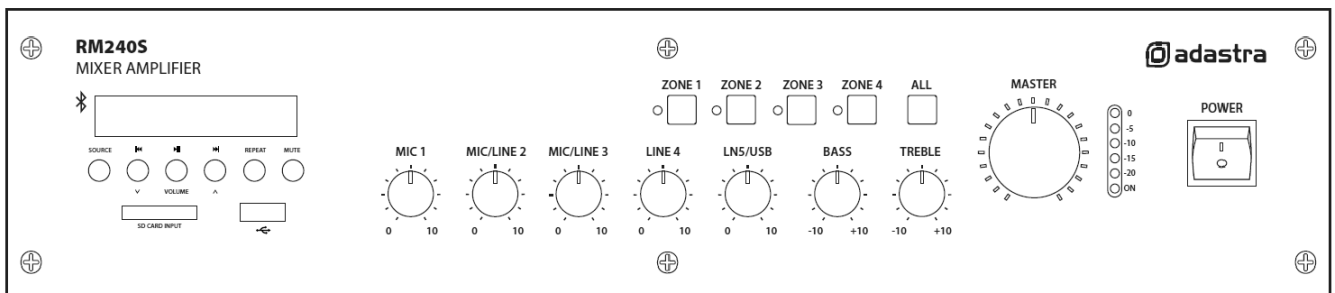 RM240S
MIXER AMPLIFIER
adastra
ZONE 1 ZONE 2 ZONE 3 ZONE 4 ALL
MASTER
POWER
0
-5
-10
-15
-20
ON
SOURCE REPEAT MUTE
VOLUME
SD CARD INPUT
MIC 1 MIC/LINE 2 MIC/LINE 3 LINE 4 LN5/USB BASS TREBLE
0 10 0 10 0 10 0 10 0 10 -10 +10 -10 +10